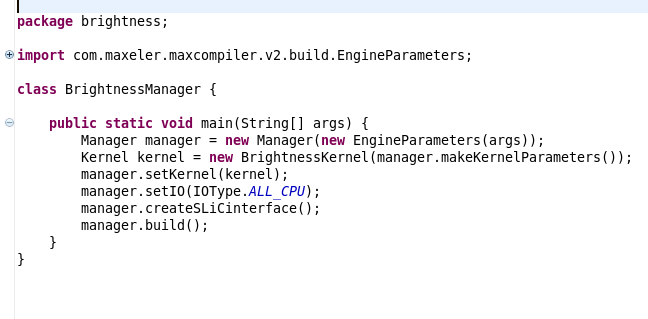 package brightness;
import com.maxeler.maxcompiler.v2.build.EngineParameters;
class BrightnessManager {
public static void main(String[] args) {
Manager manager = new Manager(new EngineParameters(args));
Kernel kernel = new BrightnessKernel(manager.makeKernelParameters());
manager.setKernel(kernel);
manager.setIO(IOType.ALL_CPU);
manager.createSLiCinterface();
manager.build();
}
}